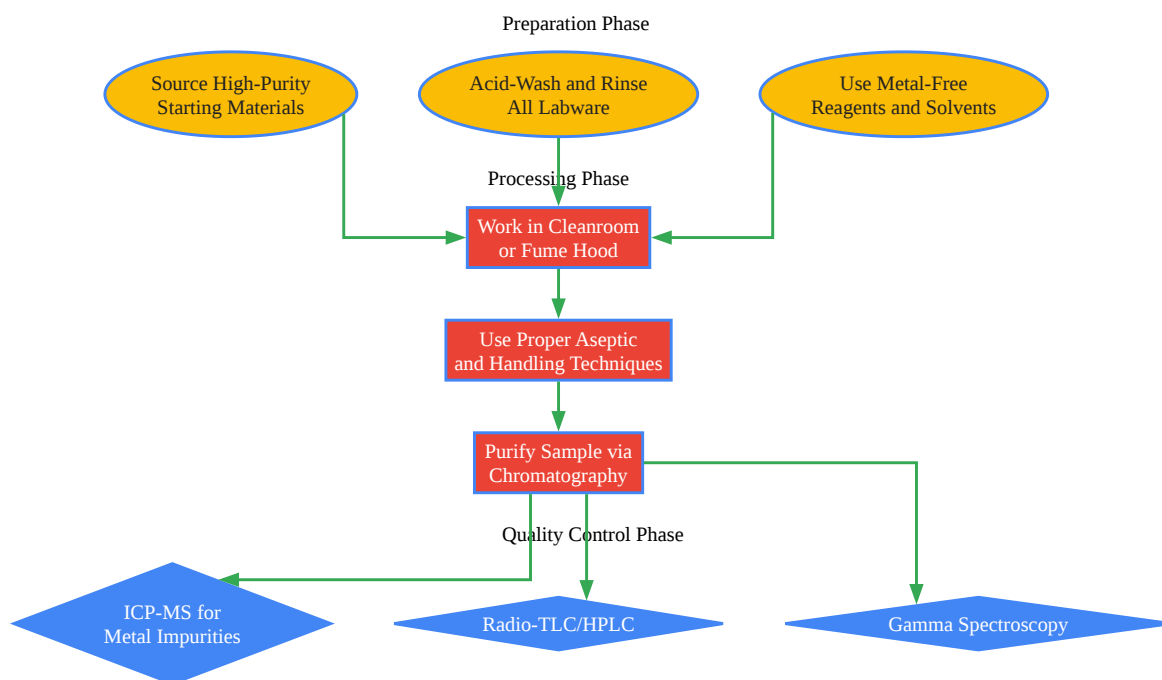 Preparation Phase
Source High-Purity
Starting Materials
Acid-Wash and Rinse
All Labware
Use Metal-Free
Reagents and Solvents
Processing Phase
Work in Cleanroom
or Fume Hood
Use Proper Aseptic
and Handling Techniques
Purify Sample via
Chromatography
Quality Control Phase
ICP-MS for
Metal Impurities
Radio-TLC/HPLC
Gamma Spectroscopy